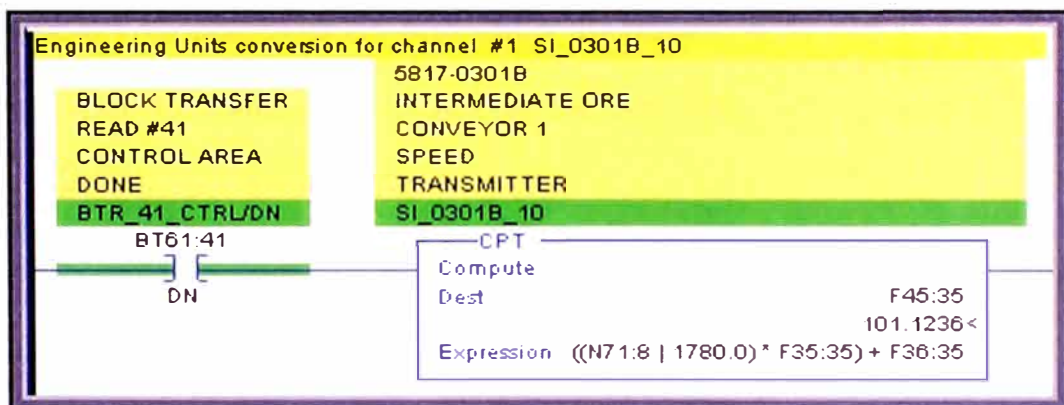 Engineering Units conversion for channel #1 SI_0301B_10
5817-0301B
BLOCK TRANSFER INTERMEDIATE ORE
READ #41 CONVEYOR 1
CONTROL AREA SPEED
DONE TRANSMITTER
BTR_41_CTRL/DN SI_0301B_10
BT61:41 CPT
Compute
DN Dest F45:35
101.1236<
Expression ((N71:8 | 1780.0) * F35:35) + F36:35